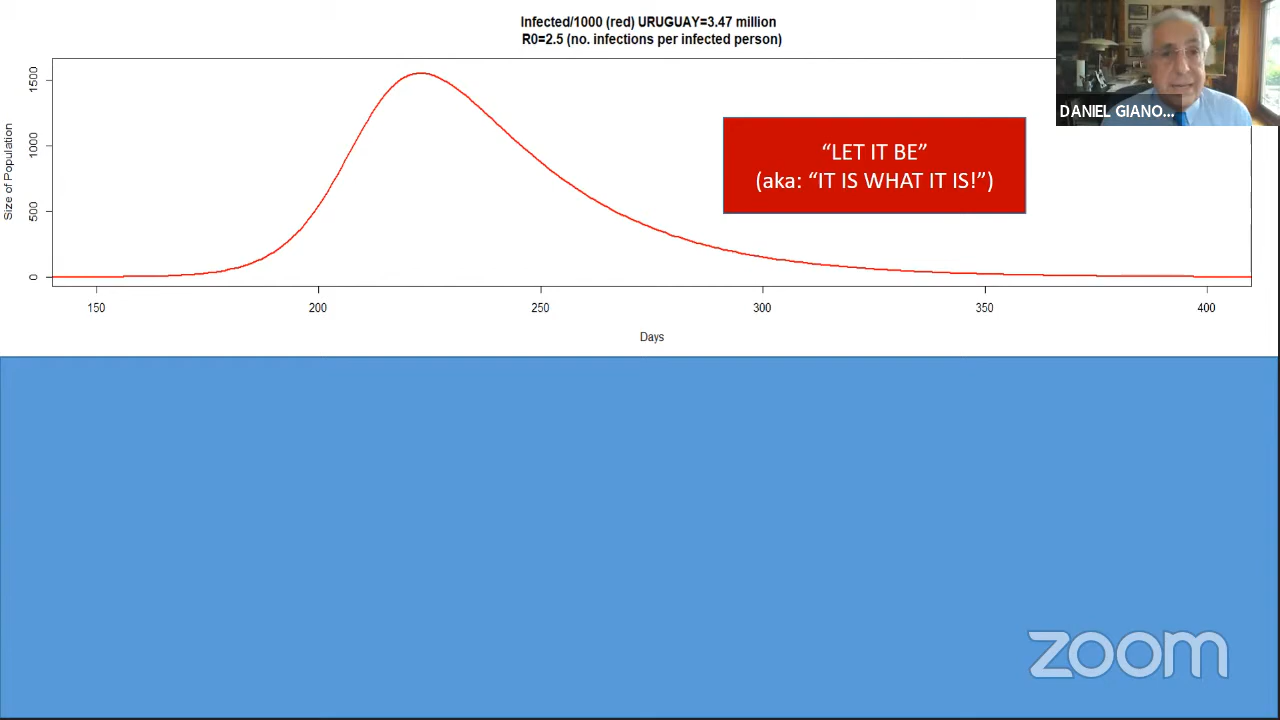 Infected/1000 (red) URUGUAY=3.47 million
R0=2.5 (no. infections per infected person)
DANIEL GIANO...
“LET IT BE”
(aka: “IT IS WHAT IT IS!”)
Size of Population
1500
1000
500
0
150 200 250 300 350 400
Days
zoom